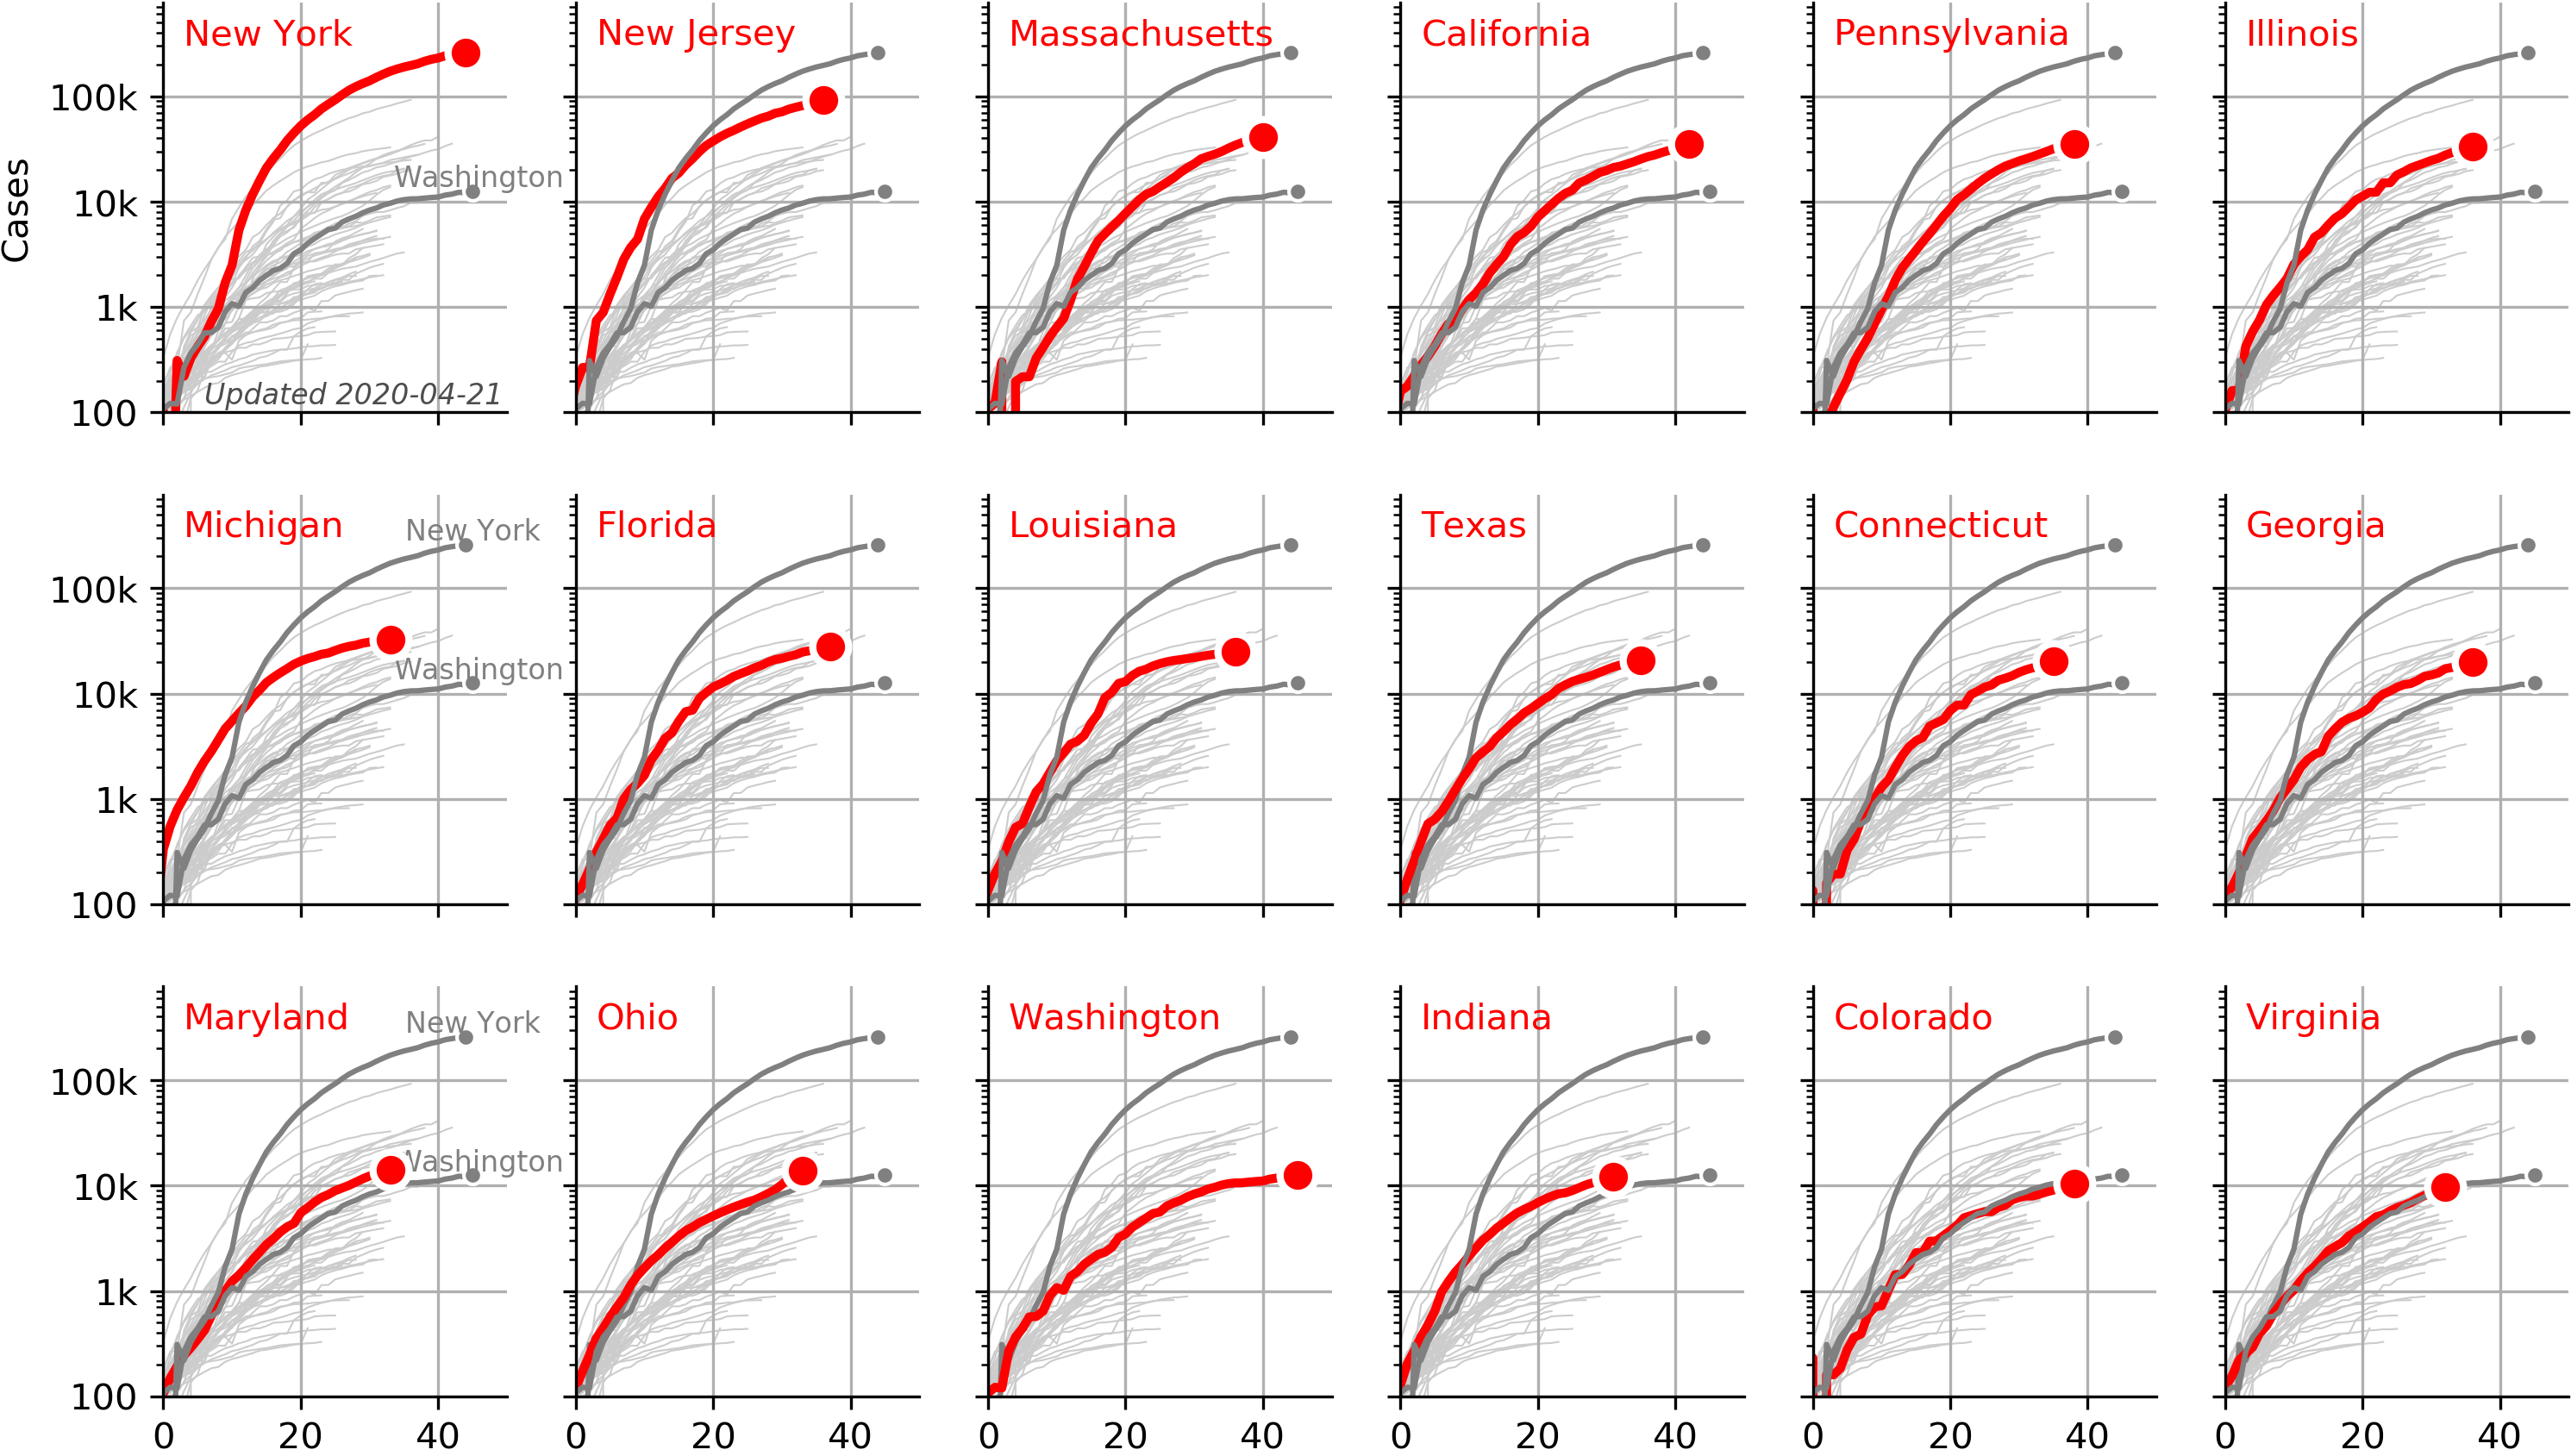 New York
New Jersey
Massachusetts
California
Pennsylvania
Illinois
100k
Washington
10k
Cases
1k
Updated 2020-04-21
100
Michigan
New York
Florida
Louisiana
Texas
Connecticut
Georgia
100k
Washington
10k
1k
100
Maryland
New York
Ohio
Washington
Indiana
Colorado
Virginia
100k
Washington
10k
1k
100
0 20 40 0 20 40 0 20 40 0 20 40 0 20 40 0 20 40